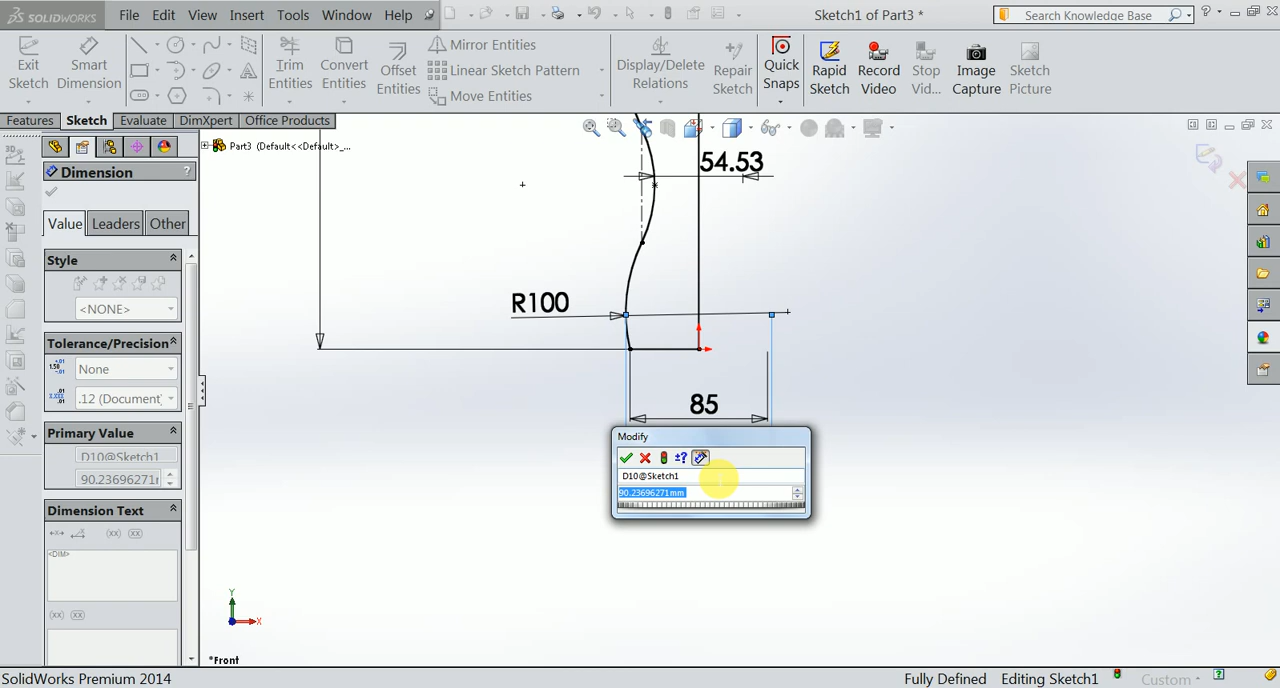 SOLIDWORKS File Edit View Insert Tools Window Help Sketch1 of Part3 * Search Knowledge Base ?
Exit Sketch
Smart Dimension
Trim Entities
Convert Entities
Offset Entities
Mirror Entities
Linear Sketch Pattern
Move Entities
Display/Delete Relations
Repair Sketch
Quick Snaps
Rapid Sketch
Record Video
Stop Vid...
Image Capture
Sketch Picture
Features Sketch Evaluate DimXpert Office Products
Part3 (Default<<Default>_...
Dimension ?
Value Leaders Other
Style
<NONE>
Tolerance/Precision
None
.12 (Document)
Primary Value
D10@Sketch1
90.23696271
Dimension Text
<DIM>
54.53
R100
85
Modify
D10@Sketch1
90.23696271mm
Y
X
*Front
SolidWorks Premium 2014 Fully Defined Editing Sketch1 Custom